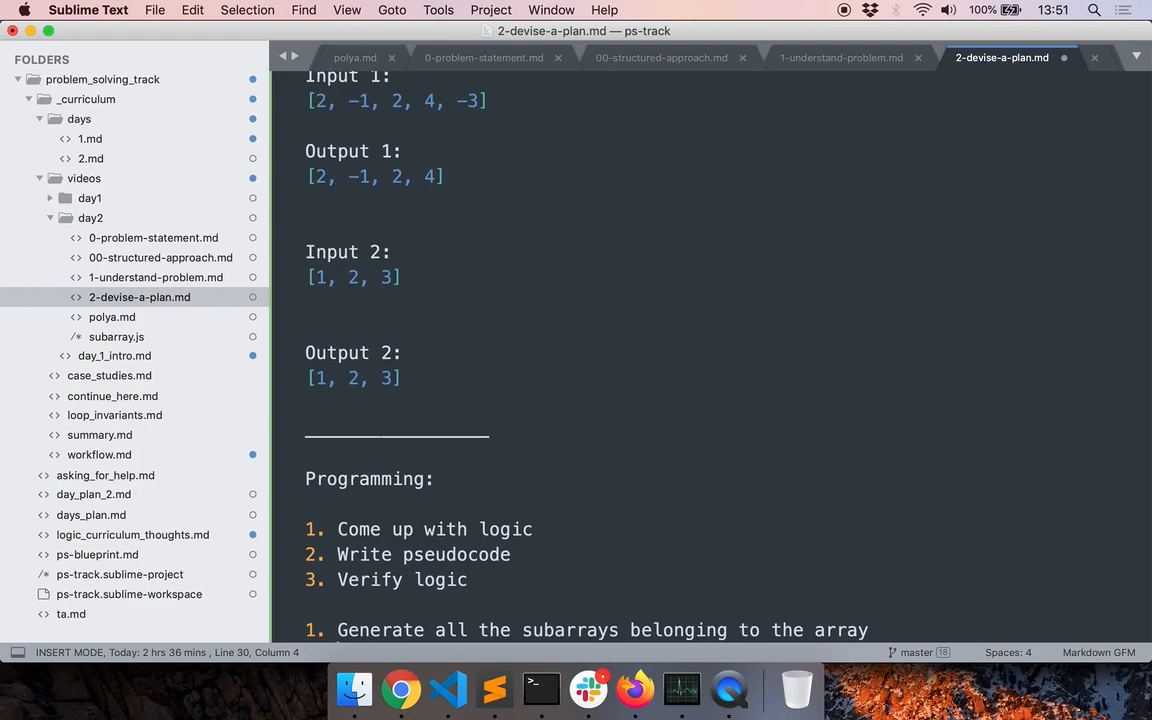 Sublime Text File Edit Selection Find View Goto Tools Project Window Help 100% 13:51
2-devise-a-plan.md — ps-track
FOLDERS
problem_solving_track
_curriculum
days
1.md
2.md
videos
day1
day2
0-problem-statement.md
00-structured-approach.md
1-understand-problem.md
2-devise-a-plan.md
polya.md
subarray.js
day_1_intro.md
case_studies.md
continue_here.md
loop_invariants.md
summary.md
workflow.md
asking_for_help.md
day_plan_2.md
days_plan.md
logic_curriculum_thoughts.md
ps-blueprint.md
ps-track.sublime-project
ps-track.sublime-workspace
ta.md
polya.md 0-problem-statement.md 00-structured-approach.md 1-understand-problem.md 2-devise-a-plan.md
Input 1:
[2, -1, 2, 4, -3]
Output 1:
[2, -1, 2, 4]
Input 2:
[1, 2, 3]
Output 2:
[1, 2, 3]
Programming:
1. Come up with logic
2. Write pseudocode
3. Verify logic
1. Generate all the subarrays belonging to the array
INSERT MODE, Today: 2 hrs 36 mins , Line 30, Column 4 master 18 Spaces: 4 Markdown GFM